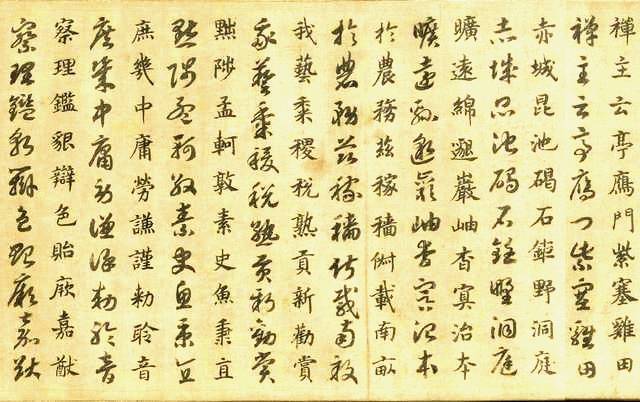 禪主云亭鴈門紫塞雞田
禪主云亭鴈門紫塞雞田
赤城昆池碣石鉅野洞庭
赤城昆池碣石鉅野洞庭
曠遠綿邈巖岫杳冥治本
曠遠綿邈巖岫杳冥治本
於農務茲稼穡俶載南畝
於農務茲稼穡俶載南畝
我藝黍稷稅熟貢新勸賞
我藝黍稷稅熟貢新勸賞
黜陟孟軻敦素史魚秉直
黜陟孟軻敦素史魚秉直
庶幾中庸勞謙謹勅聆音
庶幾中庸勞謙謹勅聆音
察理鑑貌辯色貽厥嘉猷
察理鑑貌辯色貽厥嘉猷